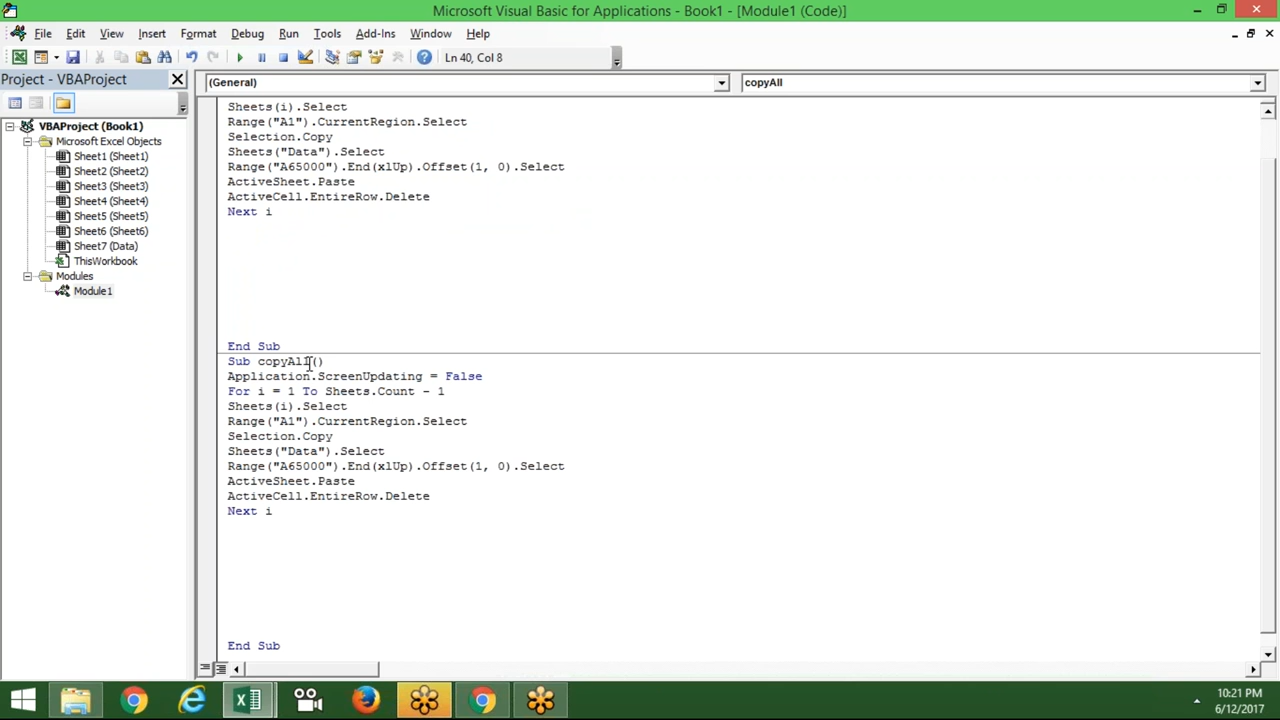 Microsoft Visual Basic for Applications - Book1 - [Module1 (Code)]
File Edit View Insert Format Debug Run Tools Add-Ins Window Help
Ln 40, Col 8
Project - VBAProject
(General)
copyAll
VBAProject (Book1)
Microsoft Excel Objects
Sheet1 (Sheet1)
Sheet2 (Sheet2)
Sheet3 (Sheet3)
Sheet4 (Sheet4)
Sheet5 (Sheet5)
Sheet6 (Sheet6)
Sheet7 (Data)
ThisWorkbook
Modules
Module1
Sheets(i).Select
Range("A1").CurrentRegion.Select
Selection.Copy
Sheets("Data").Select
Range("A65000").End(xlUp).Offset(1, 0).Select
ActiveSheet.Paste
ActiveCell.EntireRow.Delete
Next i
End Sub
Sub copyAll()
Application.ScreenUpdating = False
For i = 1 To Sheets.Count - 1
Sheets(i).Select
Range("A1").CurrentRegion.Select
Selection.Copy
Sheets("Data").Select
Range("A65000").End(xlUp).Offset(1, 0).Select
ActiveSheet.Paste
ActiveCell.EntireRow.Delete
Next i
End Sub
10:21 PM
6/12/2017